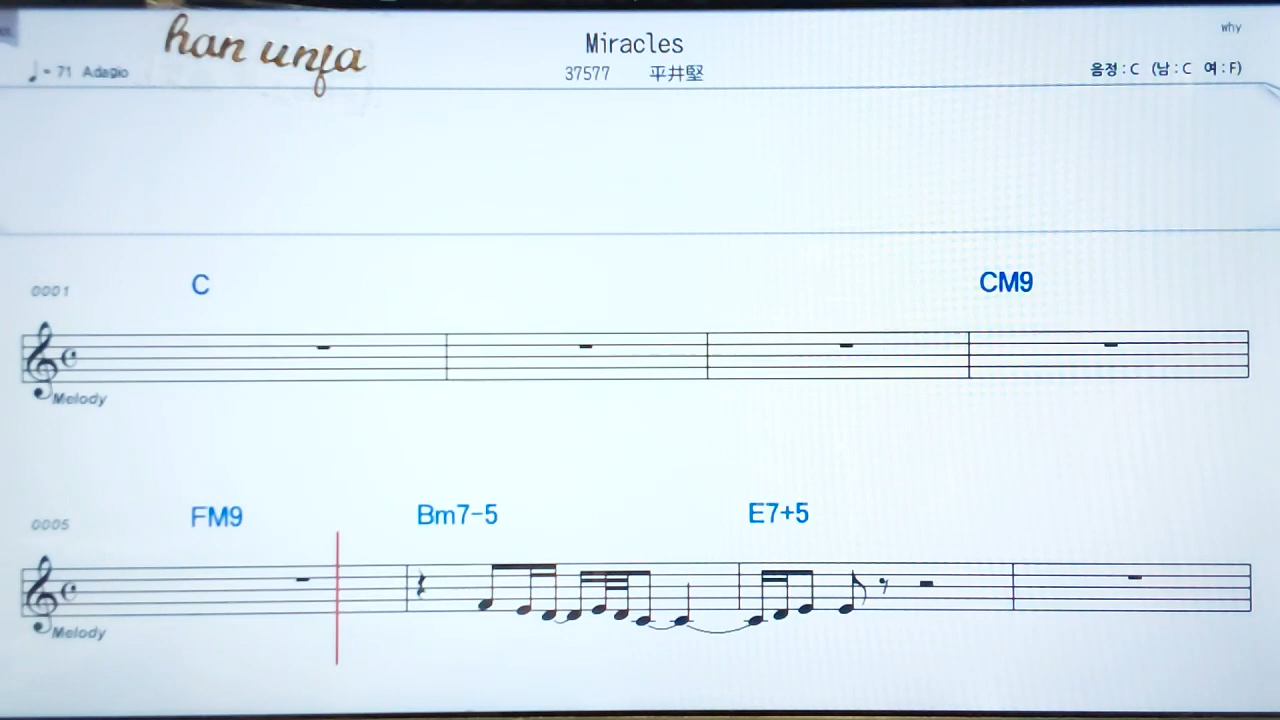 han unfa
Miracles
why
♩= 71 Adagio
37577 平井堅
음정 : C (남 : C 여 : F)
0001
C
CM9
Melody
0005
FM9
Bm7-5
E7+5
Melody